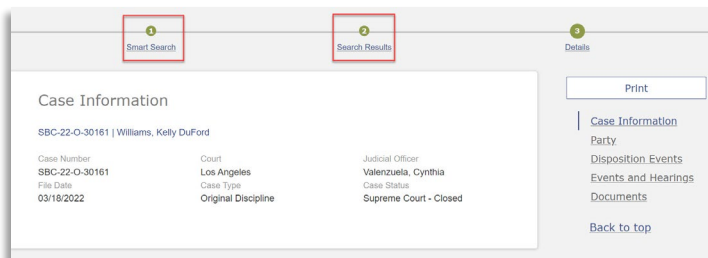 1 2 3
Smart Search Search Results Details
Case Information
SBC-22-O-30161 | Williams, Kelly DuFord
Case Number Court Judicial Officer
SBC-22-O-30161 Los Angeles Valenzuela, Cynthia
File Date Case Type Case Status
03/18/2022 Original Discipline Supreme Court - Closed
Print
Case Information
Party
Disposition Events
Events and Hearings
Documents
Back to top